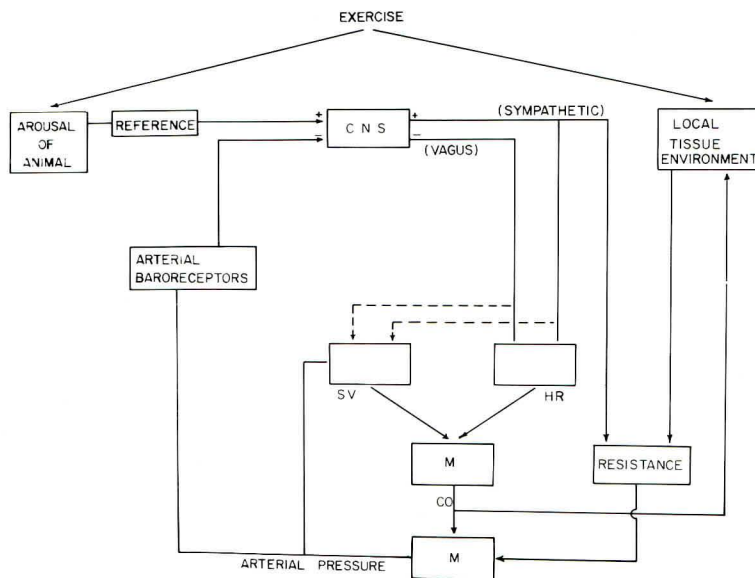 EXERCISE
AROUSAL
OF
ANIMAL
REFERENCE
+
−
C N S
+
−
(SYMPATHETIC)
(VAGUS)
LOCAL
TISSUE
ENVIRONMENT
ARTERIAL
BARORECEPTORS
SV
HR
M
RESISTANCE
CO
M
ARTERIAL PRESSURE